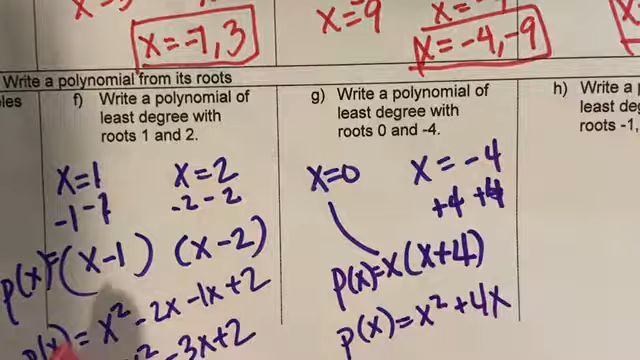 x=-7, 3
x=-9
x=-4,-9
Write a polynomial from its roots
f) Write a polynomial of
least degree with
roots 1 and 2.
x=1 x=2
-1 -1 -2 -2
p(x)=(x-1) (x-2)
p(x)=x²-2x-1x+2
-3x+2
g) Write a polynomial of
least degree with
roots 0 and -4.
x=0 x=-4
+4 +4
p(x)=x(x+4)
p(x)=x²+4x
h) Write a
least
roots -1,